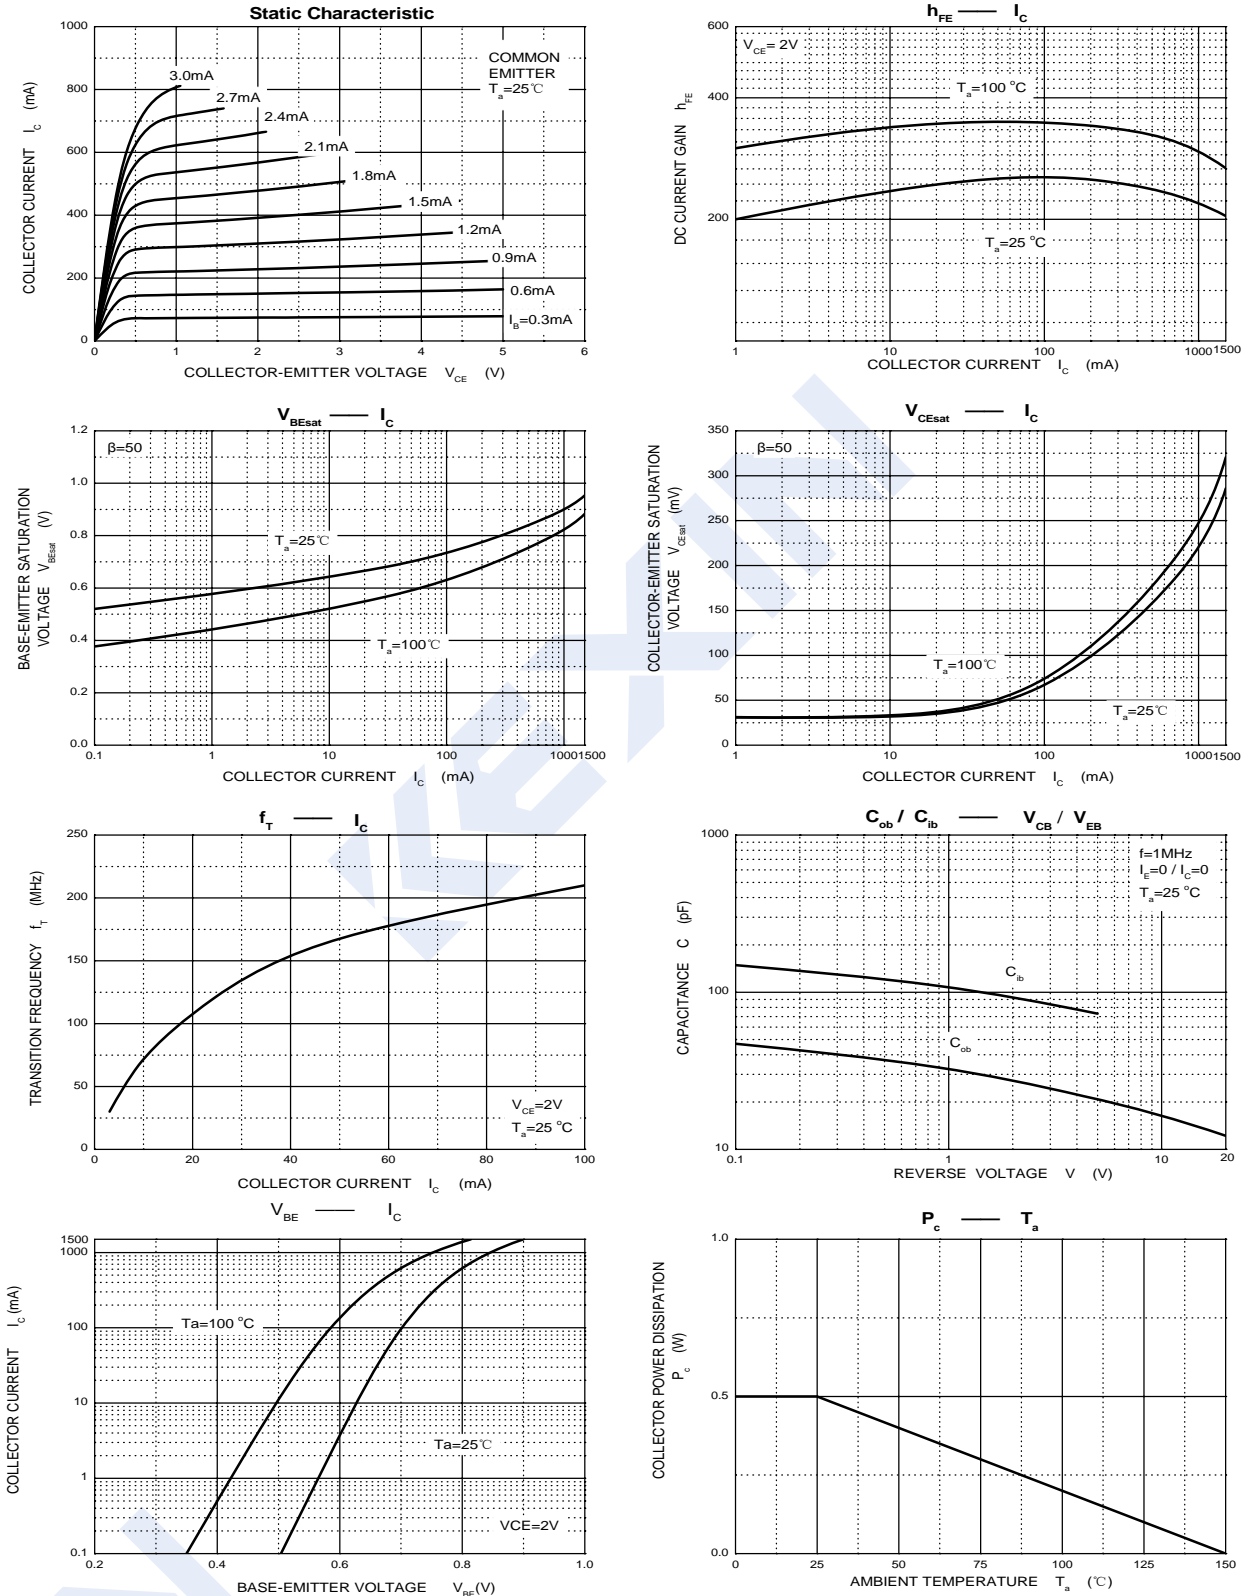 Static Characteristic
COLLECTOR CURRENT I_C (mA)
1000
800
600
400
200
0
COMMON
EMITTER
T_a=25℃
3.0mA
2.7mA
2.4mA
2.1mA
1.8mA
1.5mA
1.2mA
0.9mA
0.6mA
I_B=0.3mA
0 1 2 3 4 5 6
COLLECTOR-EMITTER VOLTAGE V_CE (V)
h_FE —— I_C
DC CURRENT GAIN h_FE
600
400
200
V_CE= 2V
T_a=100 °C
T_a=25 °C
1 10 100 1000 1500
COLLECTOR CURRENT I_C (mA)
V_BEsat —— I_C
BASE-EMITTER SATURATION
VOLTAGE V_BEsat (V)
1.2
1.0
0.8
0.6
0.4
0.2
0.0
β=50
T_a=25℃
T_a=100℃
0.1 1 10 100 1000 1500
COLLECTOR CURRENT I_C (mA)
V_CEsat —— I_C
COLLECTOR-EMITTER SATURATION
VOLTAGE V_CEsat (mV)
350
300
250
200
150
100
50
0
β=50
T_a=100℃
T_a=25℃
1 10 100 1000 1500
COLLECTOR CURRENT I_C (mA)
f_T —— I_C
TRANSITION FREQUENCY f_T (MHz)
250
200
150
100
50
0
V_CE=2V
T_a=25 °C
0 20 40 60 80 100
COLLECTOR CURRENT I_C (mA)
C_ob / C_ib —— V_CB / V_EB
CAPACITANCE C (pF)
1000
100
10
f=1MHz
I_E=0 / I_C=0
T_a=25 °C
C_ib
C_ob
0.1 1 10 20
REVERSE VOLTAGE V (V)
V_BE —— I_C
COLLECTOR CURRENT I_C (mA)
1500
1000
100
10
1
0.1
Ta=100 °C
Ta=25℃
VCE=2V
0.2 0.4 0.6 0.8 1.0
BASE-EMITTER VOLTAGE V_BE(V)
P_c —— T_a
COLLECTOR POWER DISSIPATION
P_c (W)
1.0
0.5
0.0
0 25 50 75 100 125 150
AMBIENT TEMPERATURE T_a (℃)
KEXIN